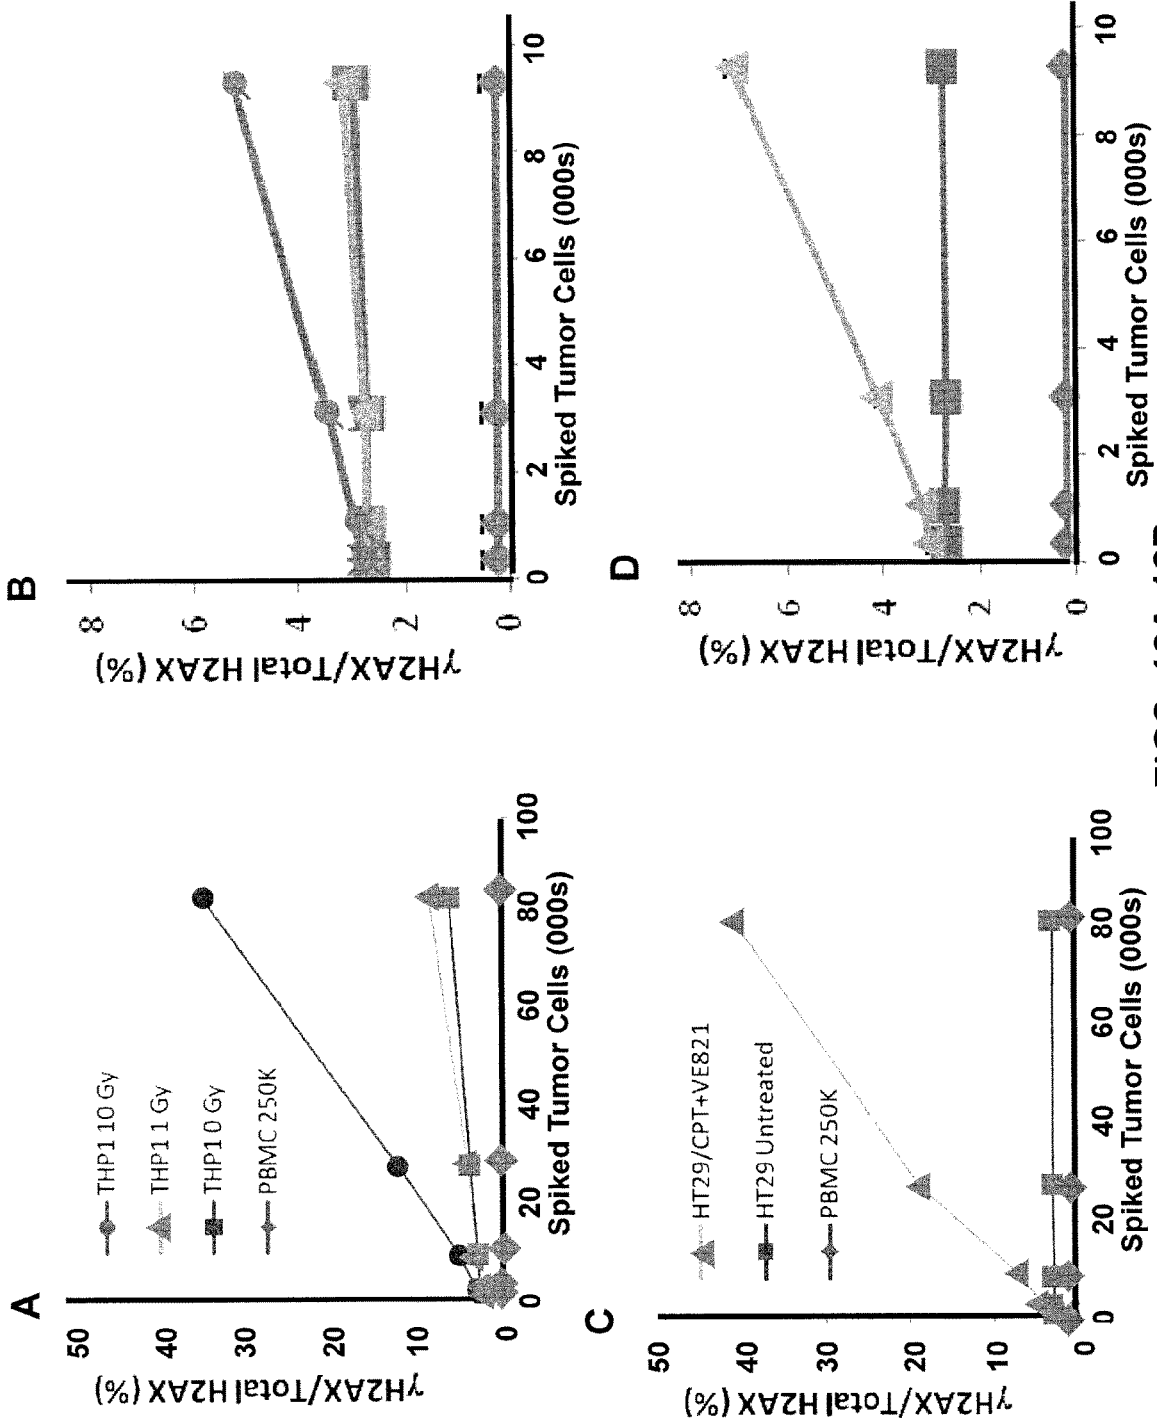 A
γH2AX/Total H2AX (%)
50
40
30
20
10
0
THP1 10 Gy
THP1 1 Gy
THP1 0 Gy
PBMC 250K
0
20
40
60
80
100
Spiked Tumor Cells (000s)
B
γH2AX/Total H2AX (%)
8
6
4
2
0
0
2
4
6
8
10
Spiked Tumor Cells (000s)
C
γH2AX/Total H2AX (%)
50
40
30
20
10
0
HT29/CPT+VE821
HT29 Untreated
PBMC 250K
0
20
40
60
80
100
Spiked Tumor Cells (000s)
D
γH2AX/Total H2AX (%)
8
6
4
2
0
0
2
4
6
8
10
Spiked Tumor Cells (000s)